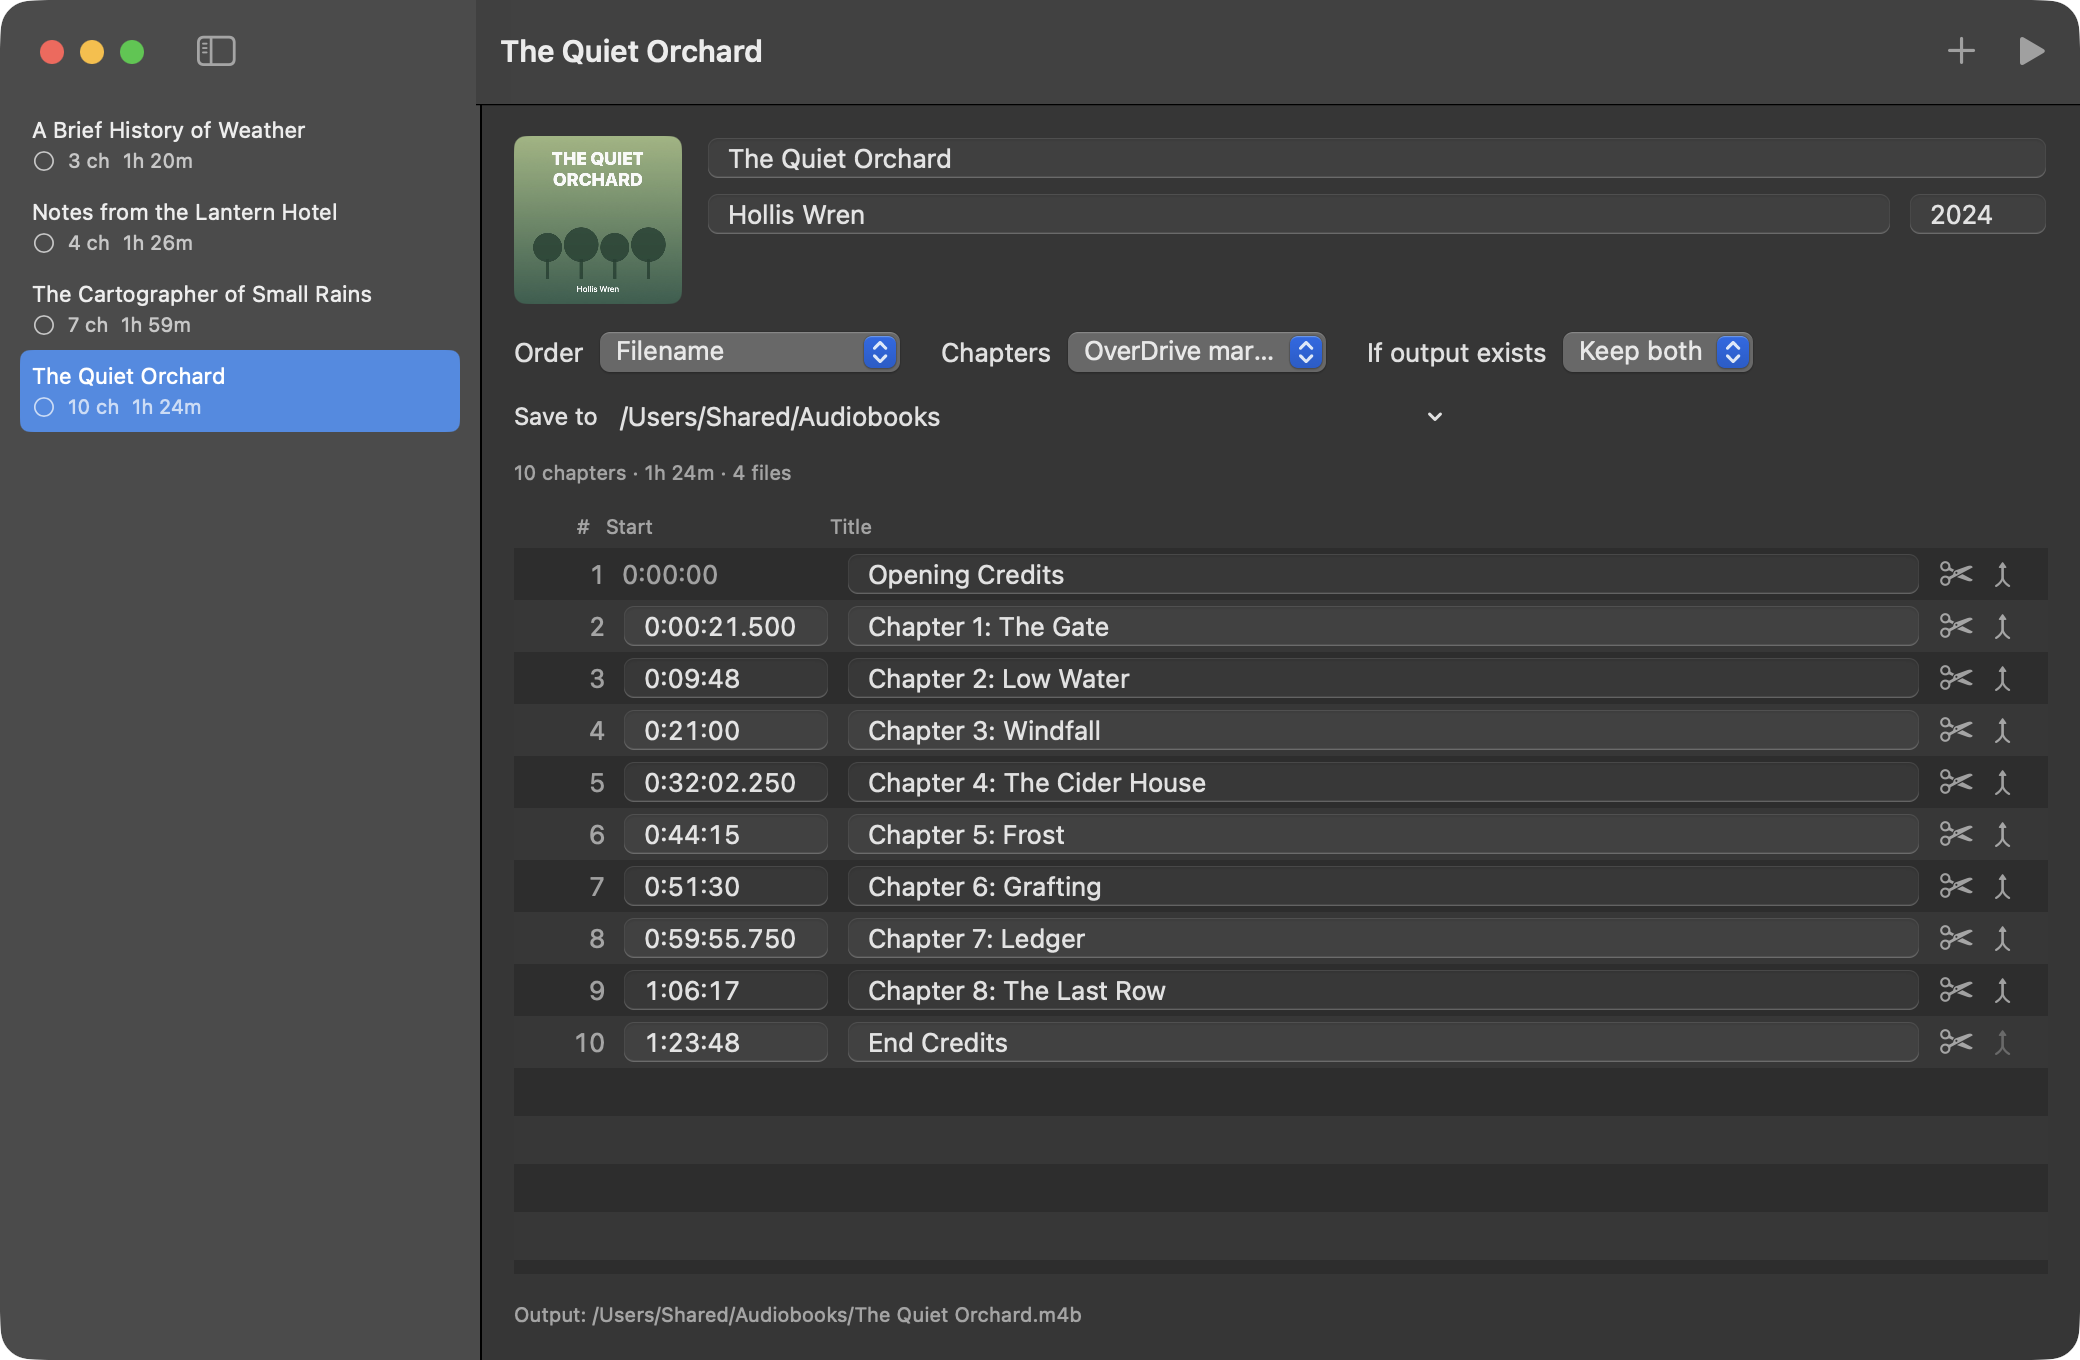 The Quiet Orchard
A Brief History of Weather
3 ch 1h 20m
Notes from the Lantern Hotel
4 ch 1h 26m
The Cartographer of Small Rains
7 ch 1h 59m
The Quiet Orchard
10 ch 1h 24m
THE QUIET
ORCHARD
Hollis Wren
The Quiet Orchard
Hollis Wren 2024
Order Filename Chapters OverDrive mar... If output exists Keep both
Save to /Users/Shared/Audiobooks
10 chapters · 1h 24m · 4 files
# Start Title
1 0:00:00 Opening Credits
2 0:00:21.500 Chapter 1: The Gate
3 0:09:48 Chapter 2: Low Water
4 0:21:00 Chapter 3: Windfall
5 0:32:02.250 Chapter 4: The Cider House
6 0:44:15 Chapter 5: Frost
7 0:51:30 Chapter 6: Grafting
8 0:59:55.750 Chapter 7: Ledger
9 1:06:17 Chapter 8: The Last Row
10 1:23:48 End Credits
Output: /Users/Shared/Audiobooks/The Quiet Orchard.m4b